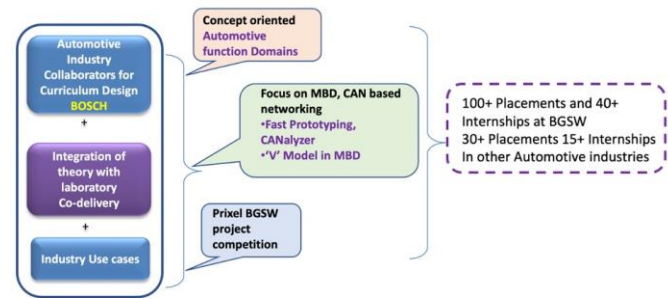 Automotive
Industry
Collaborators for
Curriculum Design
BOSCH
+
Integration of
theory with
laboratory
Co-delivery
+
Industry Use cases
Concept oriented
Automotive
function Domains
Focus on MBD, CAN based
networking
•Fast Prototyping,
CANalyzer
•‘V’ Model in MBD
Prixel BGSW
project
competition
100+ Placements and 40+
Internships at BGSW
30+ Placements 15+ Internships
In other Automotive industries